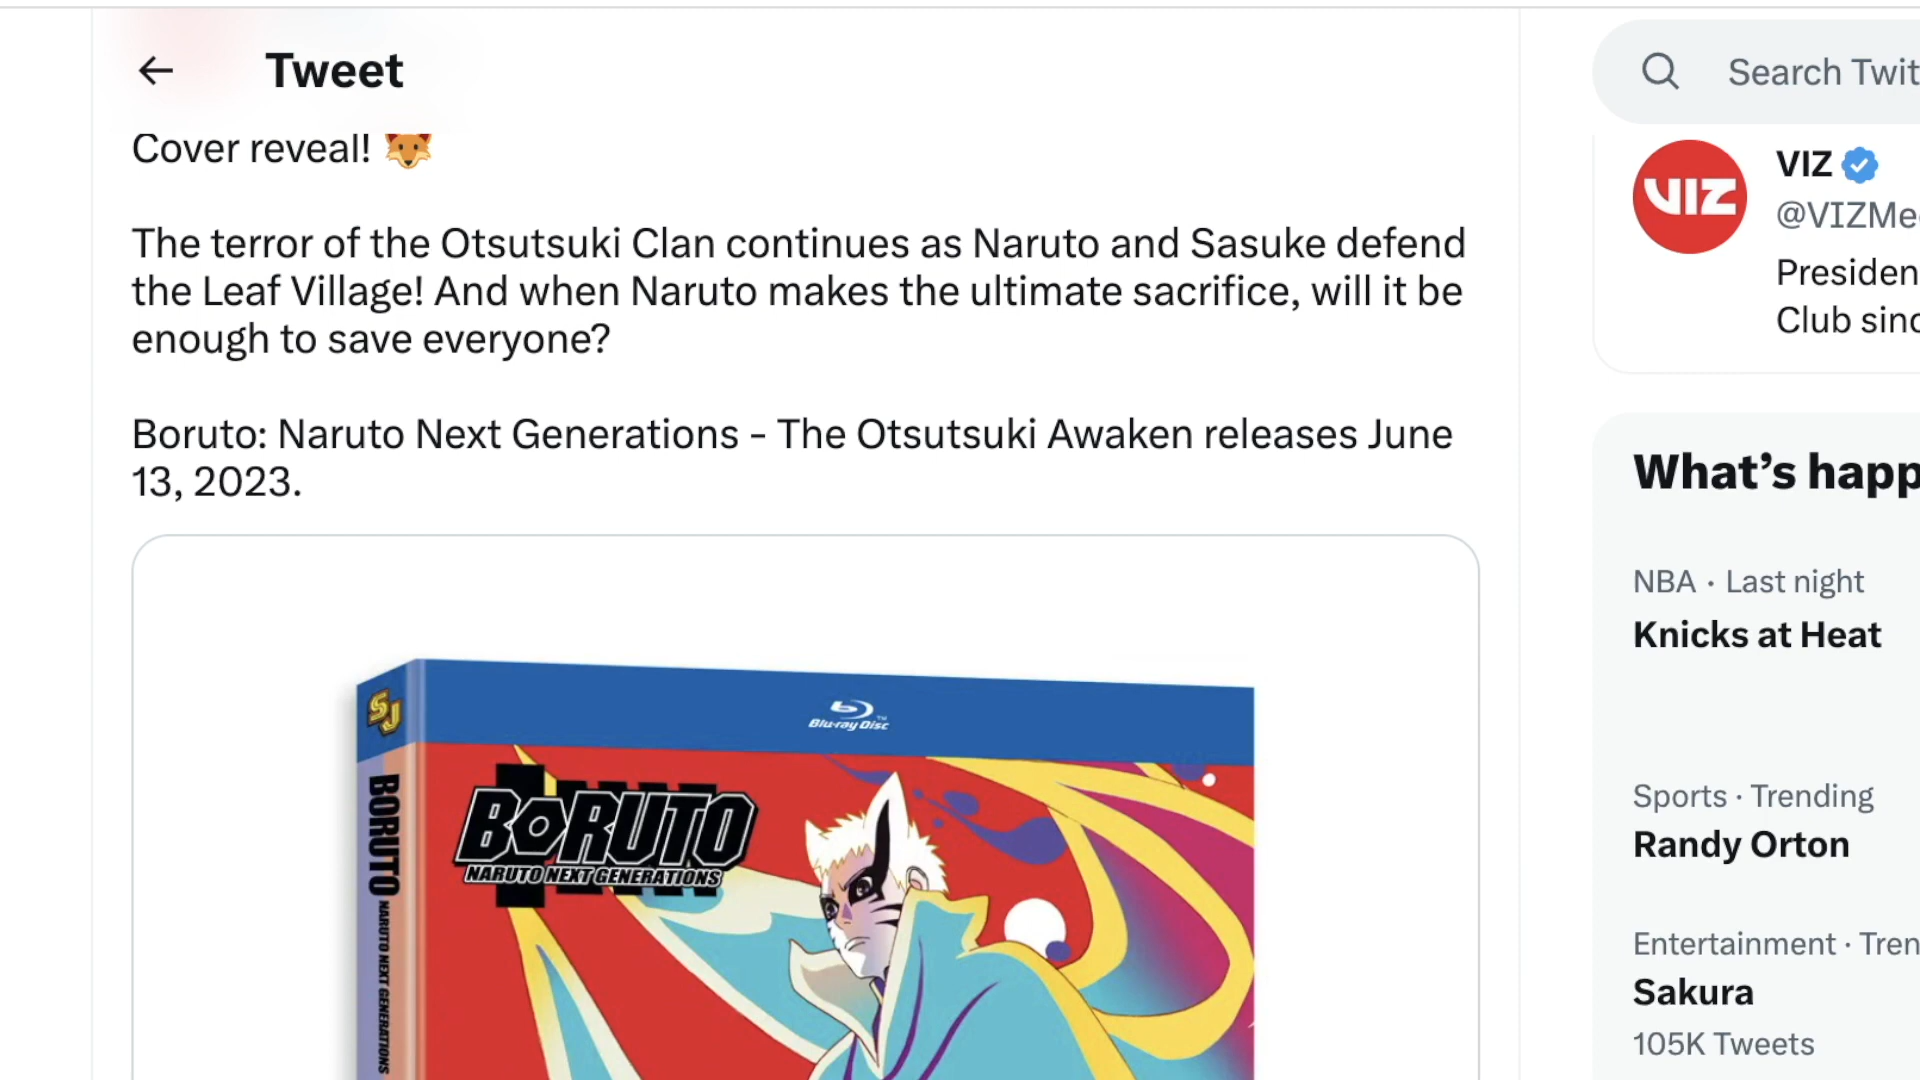 Tweet
Cover reveal!
The terror of the Otsutsuki Clan continues as Naruto and Sasuke defend
the Leaf Village! And when Naruto makes the ultimate sacrifice, will it be
enough to save everyone?
Boruto: Naruto Next Generations - The Otsutsuki Awaken releases June
13, 2023.
SJ
BORUTO
NARUTO NEXT GENERATIONS
Blu-ray Disc™
BORUTO
NARUTO NEXT GENERATIONS
Search Twit
VIZ
VIZ
@VIZMe
Presiden
Club sinc
What’s happ
NBA · Last night
Knicks at Heat
Sports · Trending
Randy Orton
Entertainment · Tren
Sakura
105K Tweets